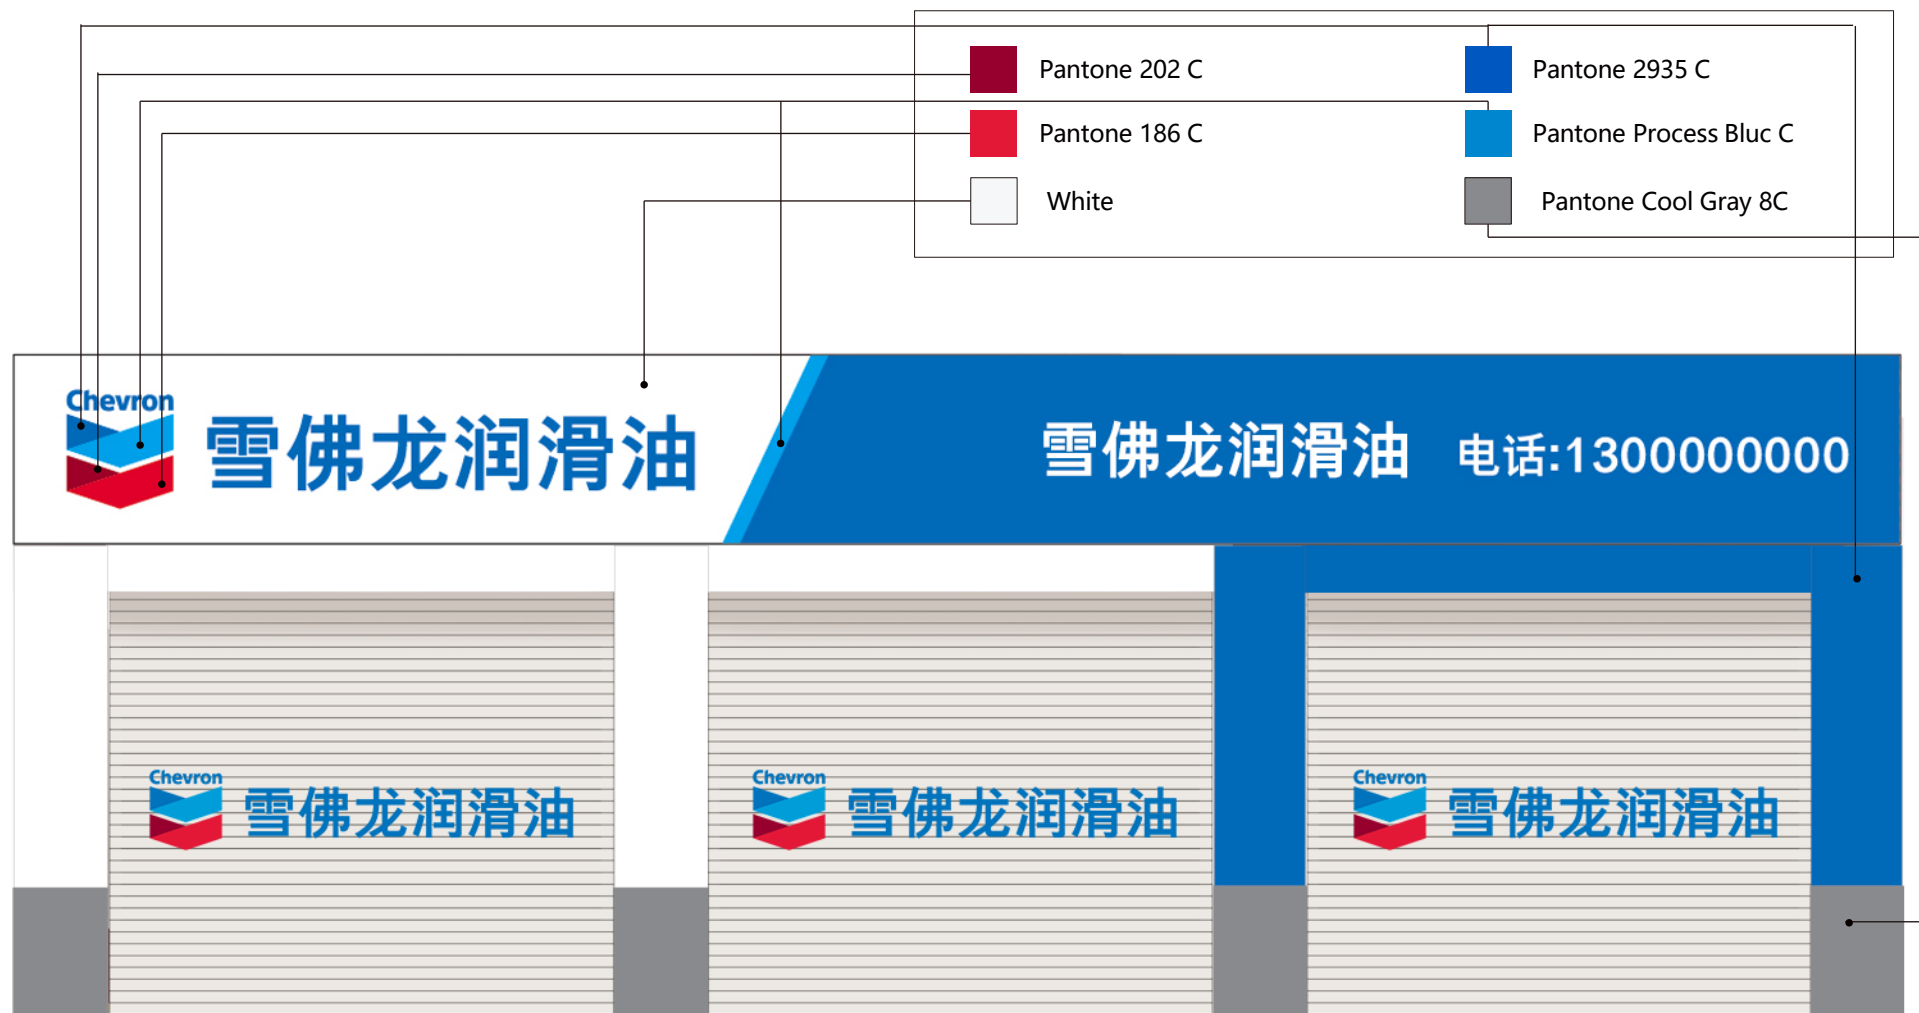 Pantone 202 C
Pantone 2935 C
Pantone 186 C
Pantone Process Bluc C
White
Pantone Cool Gray 8C
Chevron
雪佛龙润滑油
雪佛龙润滑油 电话:1300000000
Chevron
雪佛龙润滑油
Chevron
雪佛龙润滑油
Chevron
雪佛龙润滑油